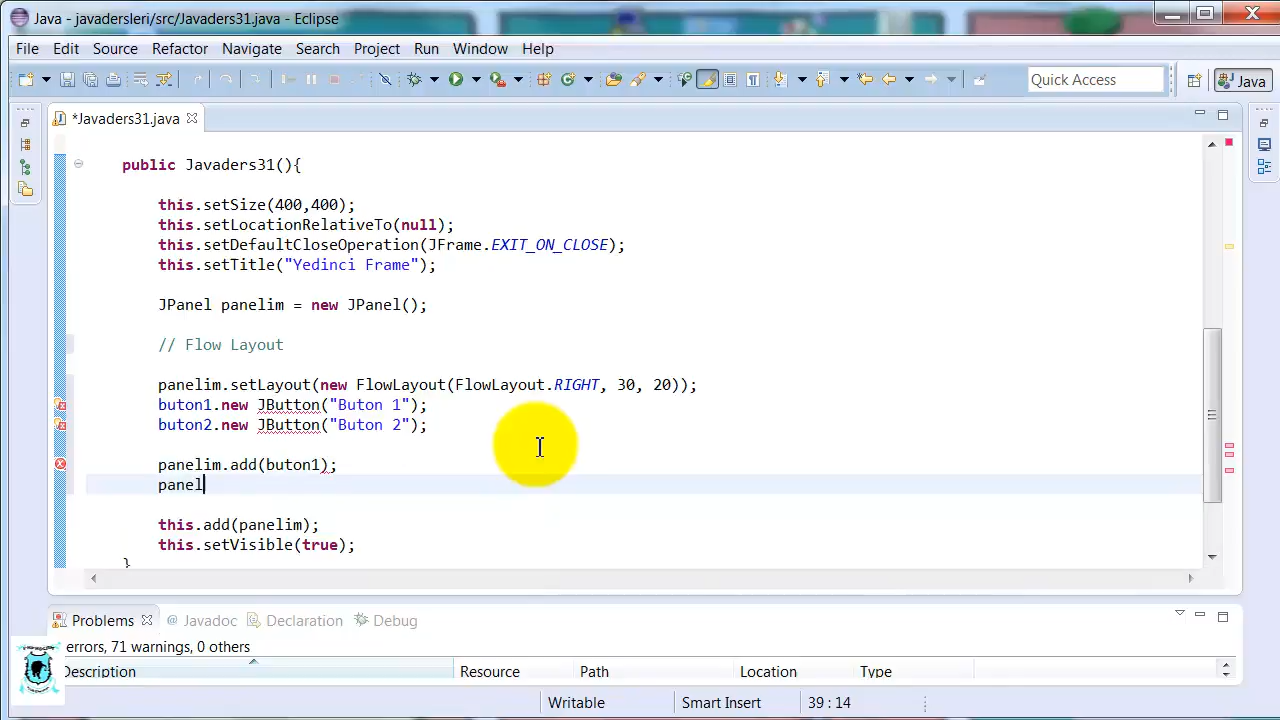 Java - javadersleri/src/Javaders31.java - Eclipse
File Edit Source Refactor Navigate Search Project Run Window Help
Quick Access
Java
*Javaders31.java
public Javaders31(){
this.setSize(400,400);
this.setLocationRelativeTo(null);
this.setDefaultCloseOperation(JFrame.EXIT_ON_CLOSE);
this.setTitle("Yedinci Frame");
JPanel panelim = new JPanel();
// Flow Layout
panelim.setLayout(new FlowLayout(FlowLayout.RIGHT, 30, 20));
buton1.new JButton("Buton 1");
buton2.new JButton("Buton 2");
panelim.add(buton1);
panel
this.add(panelim);
this.setVisible(true);
}
Problems @ Javadoc Declaration Debug
errors, 71 warnings, 0 others
Description Resource Path Location Type
Writable Smart Insert 39 : 14